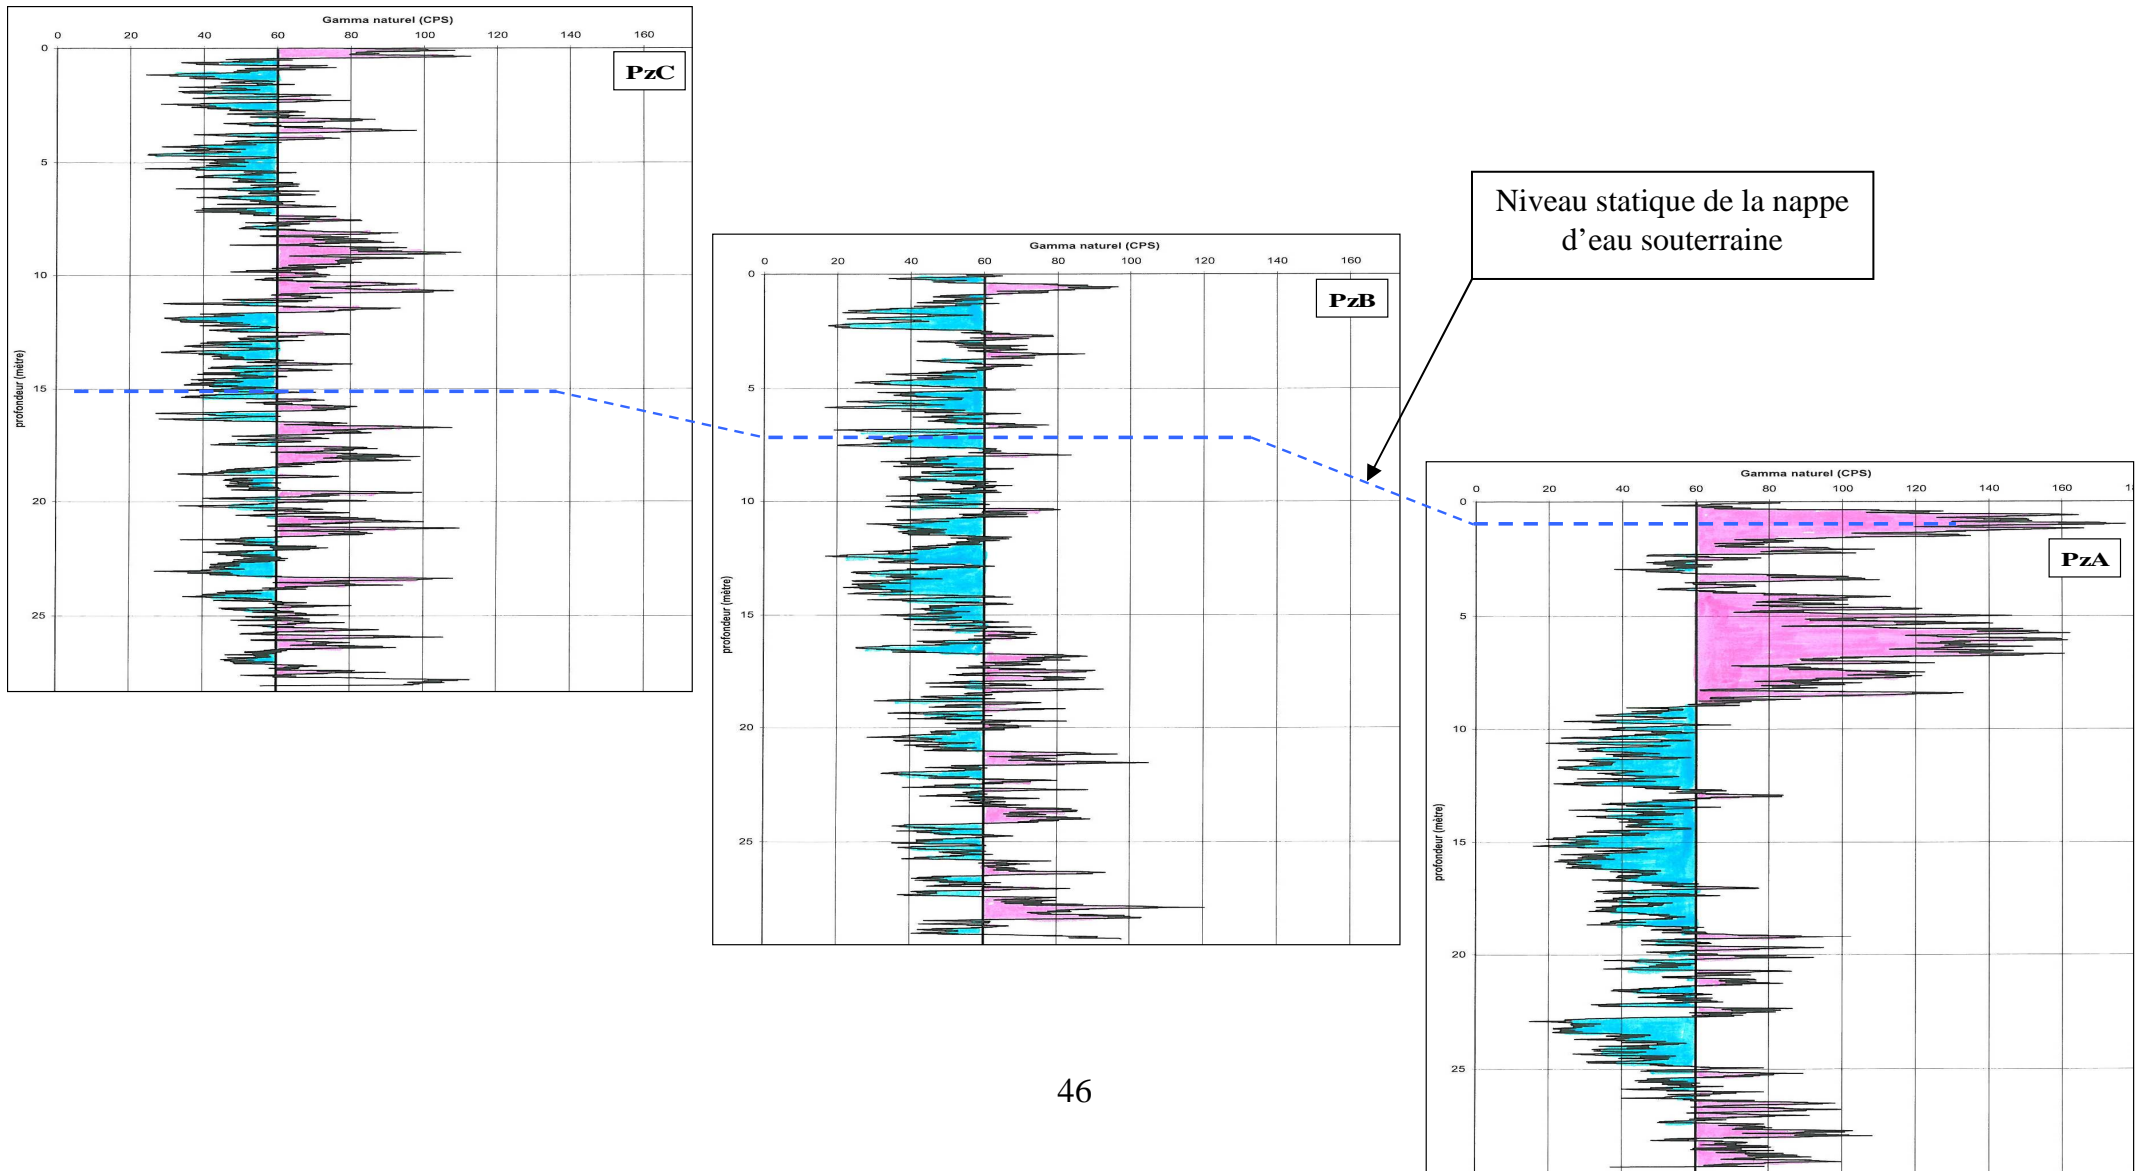 Gamma naturel (CPS)
0 20 40 60 80 100 120 140 160
PzC
0
5
10
15
20
25
profondeur (mètre)
Niveau statique de la nappe
d'eau souterraine
Gamma naturel (CPS)
0 20 40 60 80 100 120 140 160
PzB
0
5
10
15
20
25
profondeur (mètre)
Gamma naturel (CPS)
0 20 40 60 80 100 120 140 160
PzA
0
5
10
15
20
25
profondeur (mètre)
46